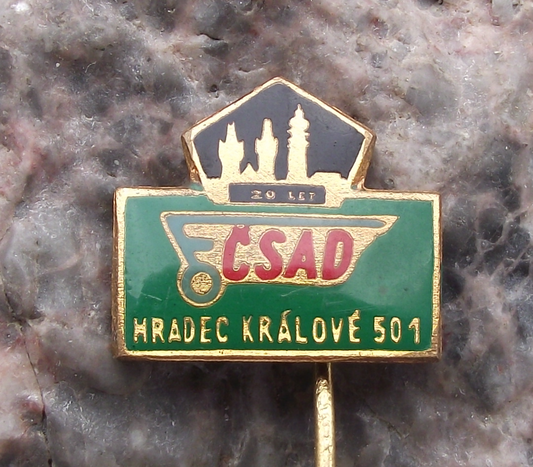 20 LET
ČSAD
HRADEC KRÁLOVÉ 501